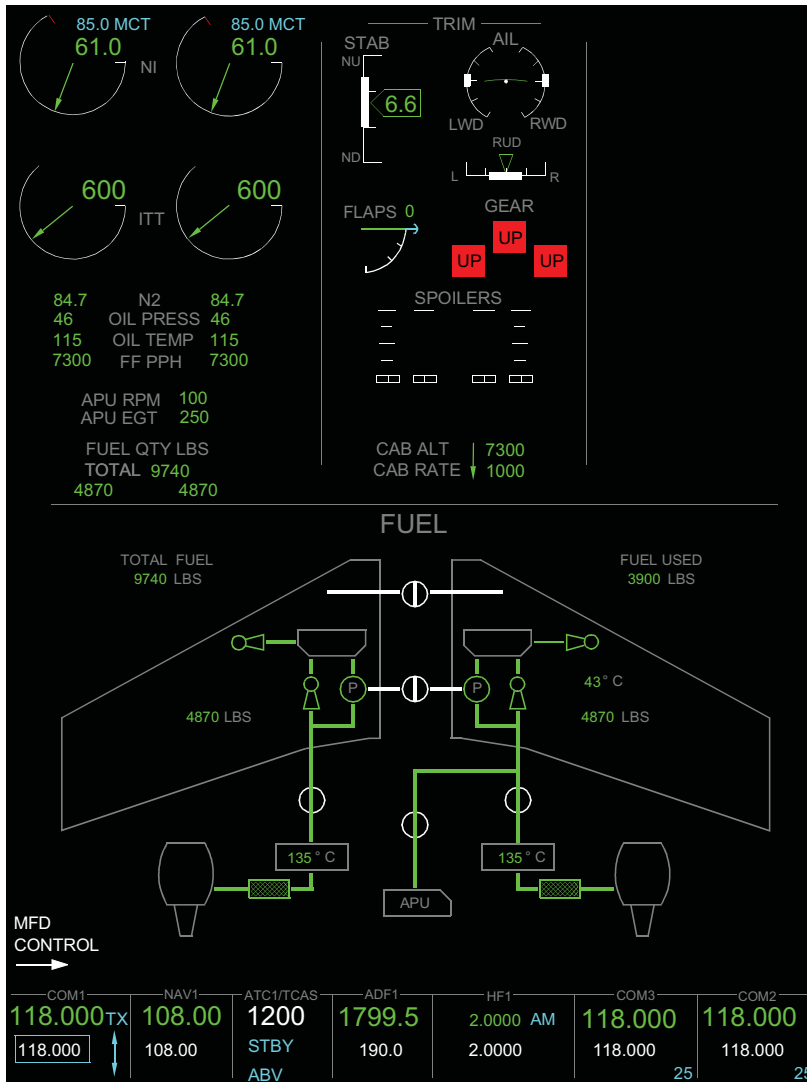 85.0 MCT 85.0 MCT
61.0 NI 61.0
600 ITT 600
84.7 N2 84.7
46 OIL PRESS 46
115 OIL TEMP 115
7300 FF PPH 7300
APU RPM 100
APU EGT 250
FUEL QTY LBS
TOTAL 9740
4870 4870
TRIM
STAB
NU
6.6
ND
AIL
LWD RWD
RUD
L R
FLAPS 0
GEAR
UP UP UP
SPOILERS
CAB ALT 7300
CAB RATE 1000
FUEL
TOTAL FUEL
9740 LBS
FUEL USED
3900 LBS
P P
43° C
4870 LBS 4870 LBS
135° C 135° C
APU
MFD
CONTROL
COM1 NAV1 ATC1/TCAS ADF1 HF1 COM3 COM2
118.000 TX 108.00 1200 1799.5 2.0000 AM 118.000 118.000
118.000 108.00 STBY 190.0 2.0000 118.000 118.000
ABV 25 25